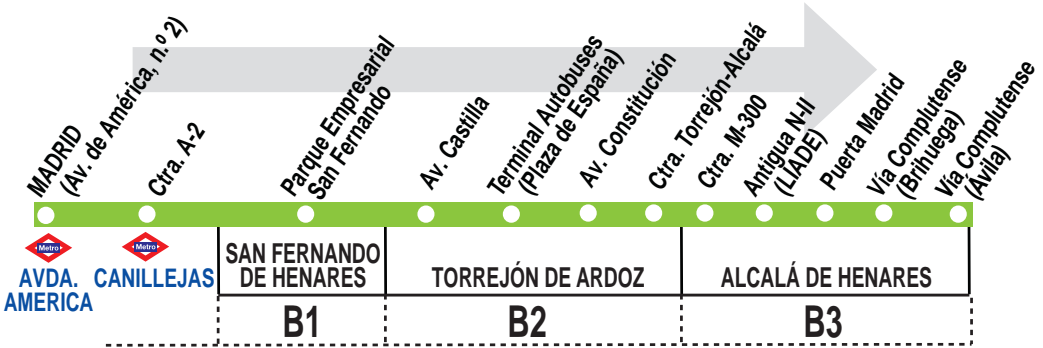 MADRID
(Av. de América, n.º 2)
Ctra. A-2
Parque Empresarial
San Fernando
Av. Castilla
Terminal Autobuses
(Plaza de España)
Av. Constitución
Ctra. Torrejón-Alcalá
Ctra. M-300
Antigua N-II
(LÍADE)
Puerta Madrid
Vía Complutense
(Brihuega)
Vía Complutense
(Ávila)
Metro
Metro
AVDA.
AMERICA
CANILLEJAS
SAN FERNANDO
DE HENARES
TORREJÓN DE ARDOZ
ALCALÁ DE HENARES
B1
B2
B3